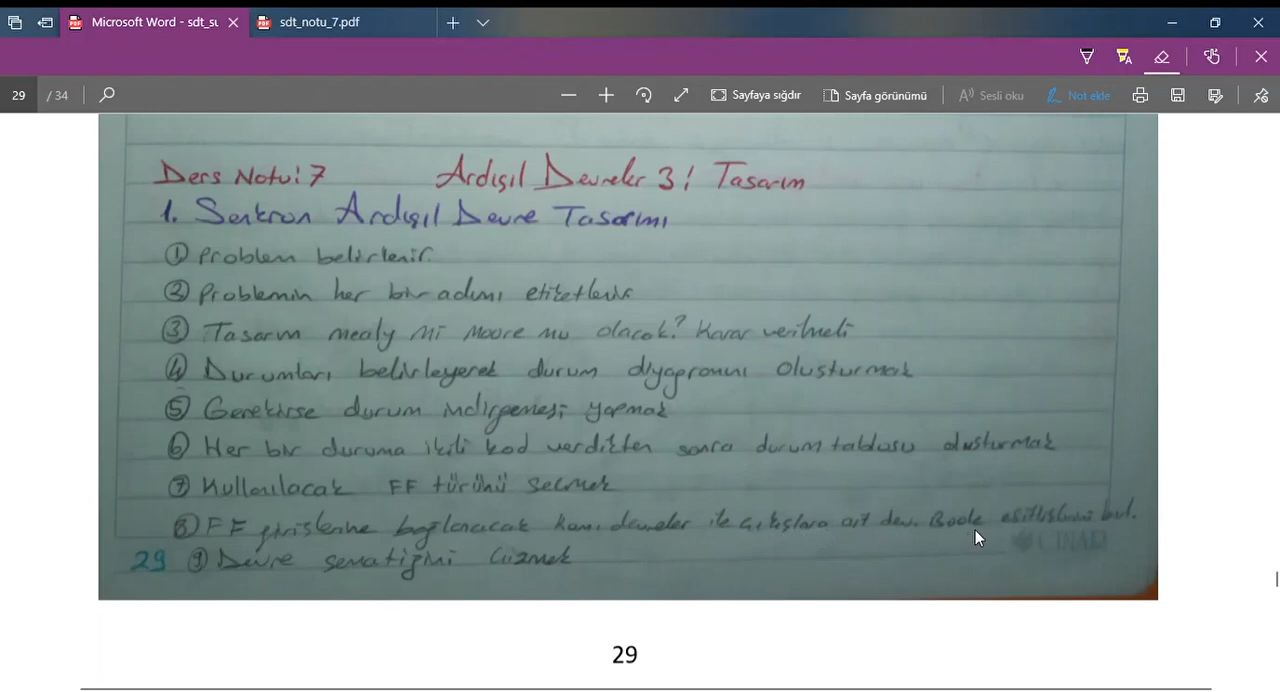 Microsoft Word - sdt_su
sdt_notu_7.pdf
29 / 34
Sayfaya sığdır
Sayfa görünümü
Sesli oku
Not ekle
Ders Notu: 7 Ardışıl Devreler 3: Tasarım
1. Senkron Ardışıl Devre Tasarımı
① Problem belirlenir.
② Problemin her bir adımı etiketlenir
③ Tasarım mealy mi moore mu olacak? Karar verilmeli
④ Durumları belirleyerek durum diyagramını oluşturmak
⑤ Gerekirse durum indirgemesi yapmak
⑥ Her bir duruma ikili kod verdikten sonra durum tablosu oluşturmak
⑦ Kullanılacak FF türünü seçmek
⑧ FF girişlerine bağlanacak kom. devreler ile çıkışlara ait dev. Boole eşitliklerini bul.
29 ⑨ Devre şematiğini çizmek
ÇINAR
29